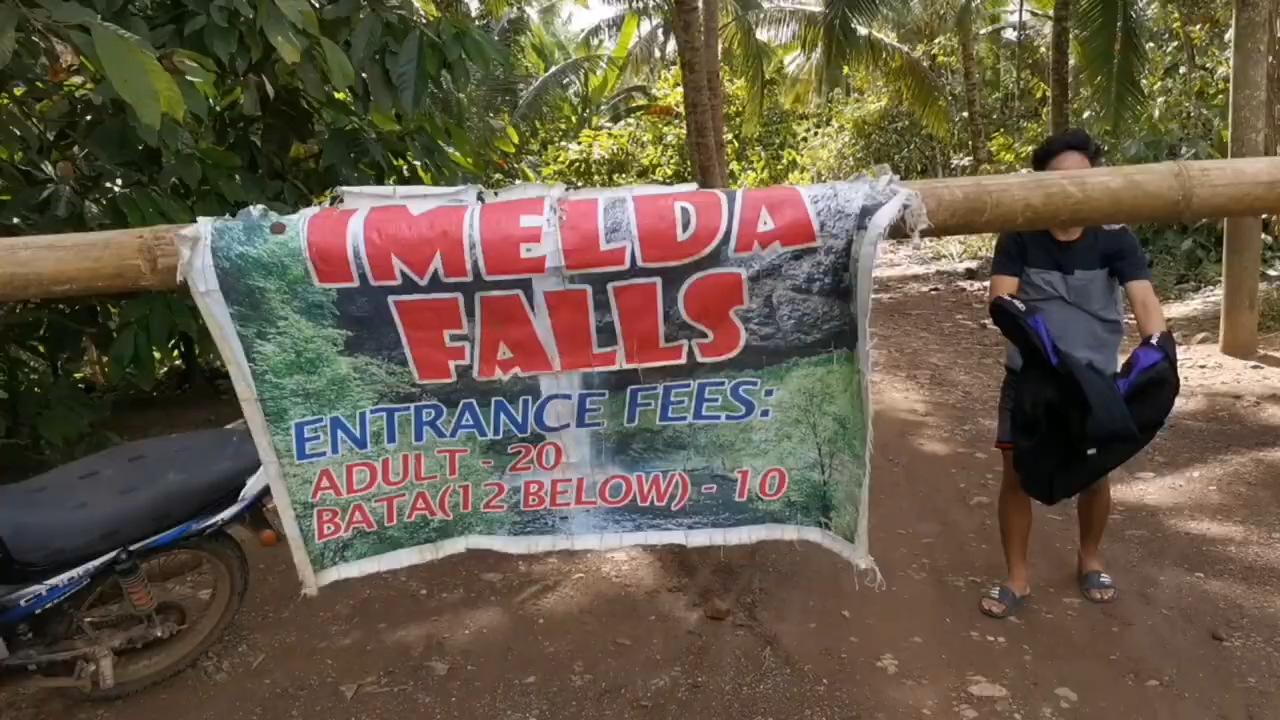 IMELDA
FALLS
ENTRANCE FEES:
ADULT - 20
BATA(12 BELOW) - 10